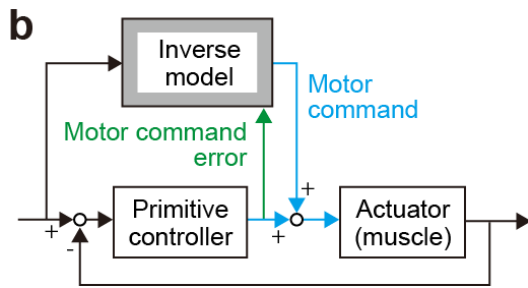 b
Inverse
model
Motor
command
Motor command
error
+
+
-
Primitive
controller
+
Actuator
(muscle)